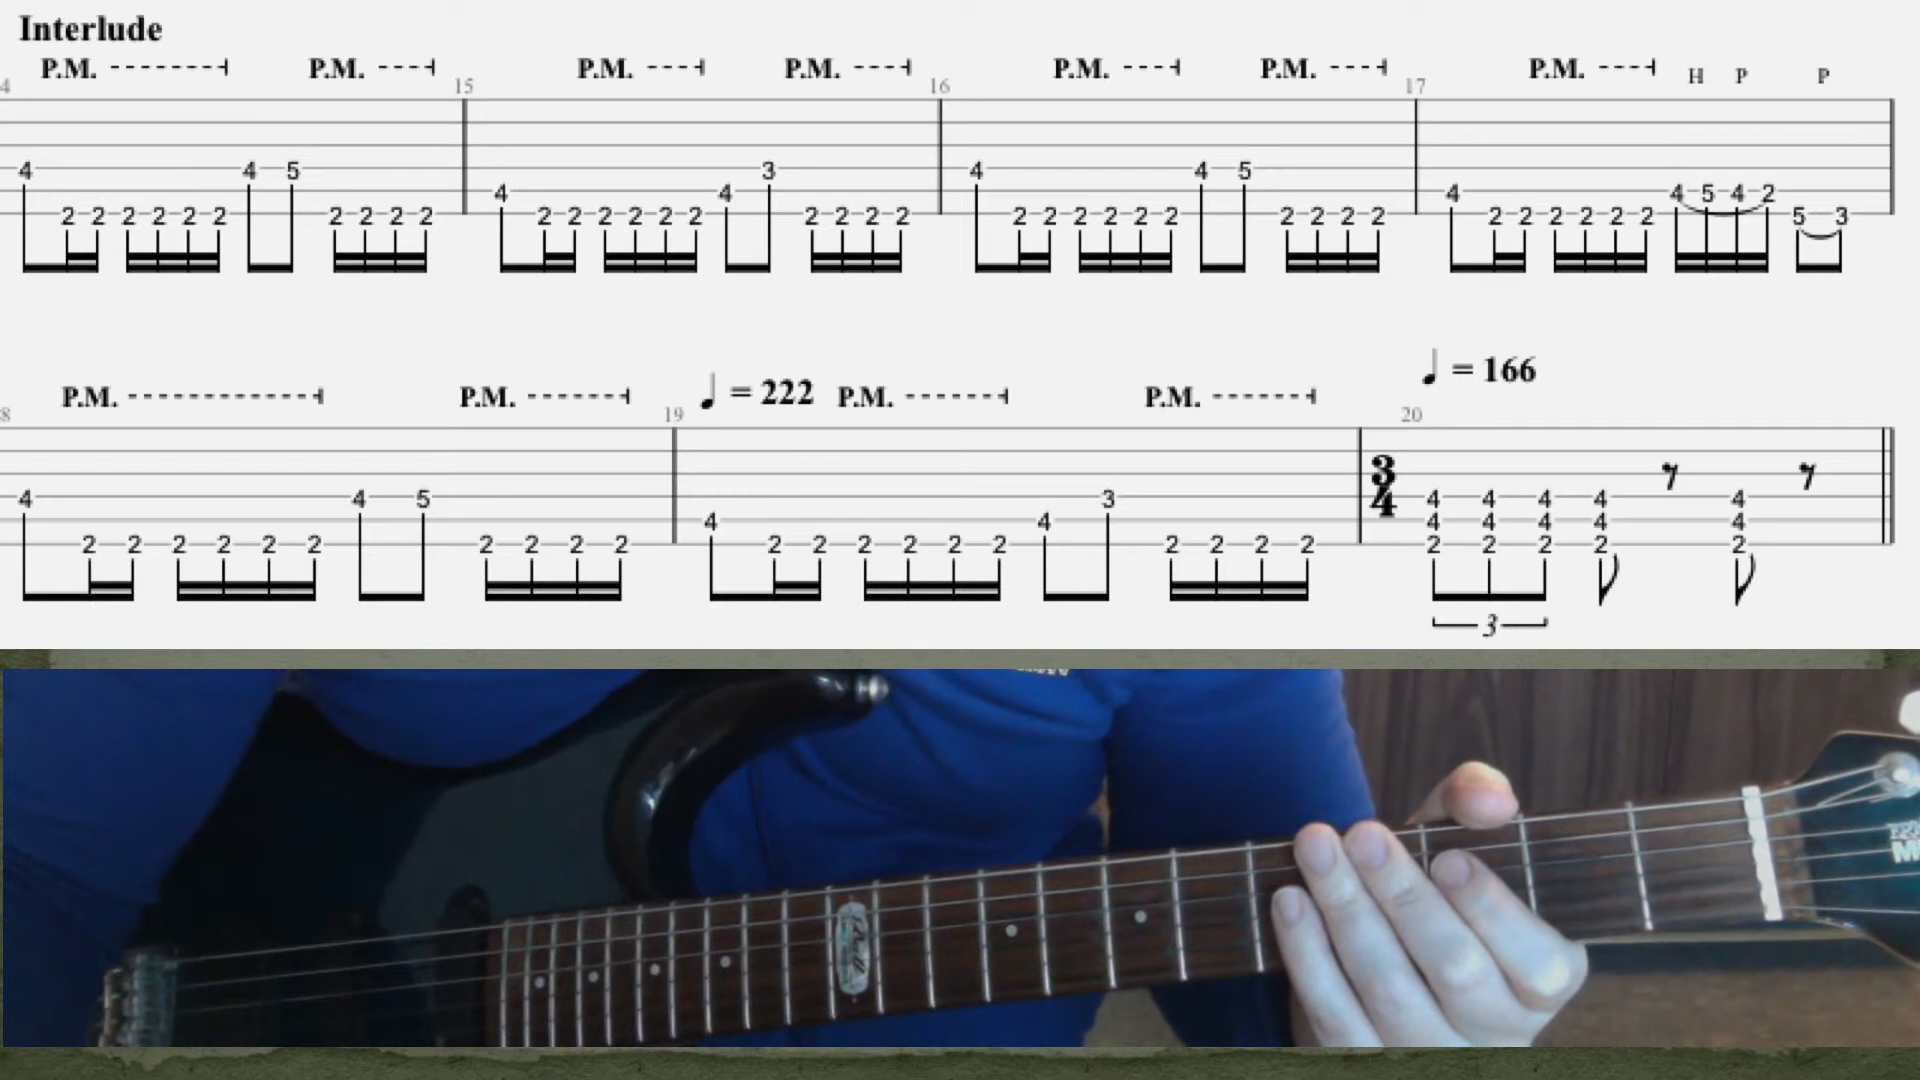 Interlude
P.M. P.M. P.M. P.M. P.M. P.M. P.M. H P P
4 15 16 17
4 2 2 2 2 2 2 4 5 2 2 2 2 4 2 2 2 2 2 2 4 3 2 2 2 2 4 2 2 2 2 2 2 4 5 2 2 2 2 4 2 2 2 2 2 2 4 5 4 2 5 3
P.M. P.M. ♩ = 222 P.M. P.M. ♩ = 166
8 19 20
3
4
4 2 2 2 2 2 2 4 5 2 2 2 2 4 2 2 2 2 2 2 4 3 2 2 2 2
4 4 4 4 4
4 4 4 4 4
2 2 2 2 2
3